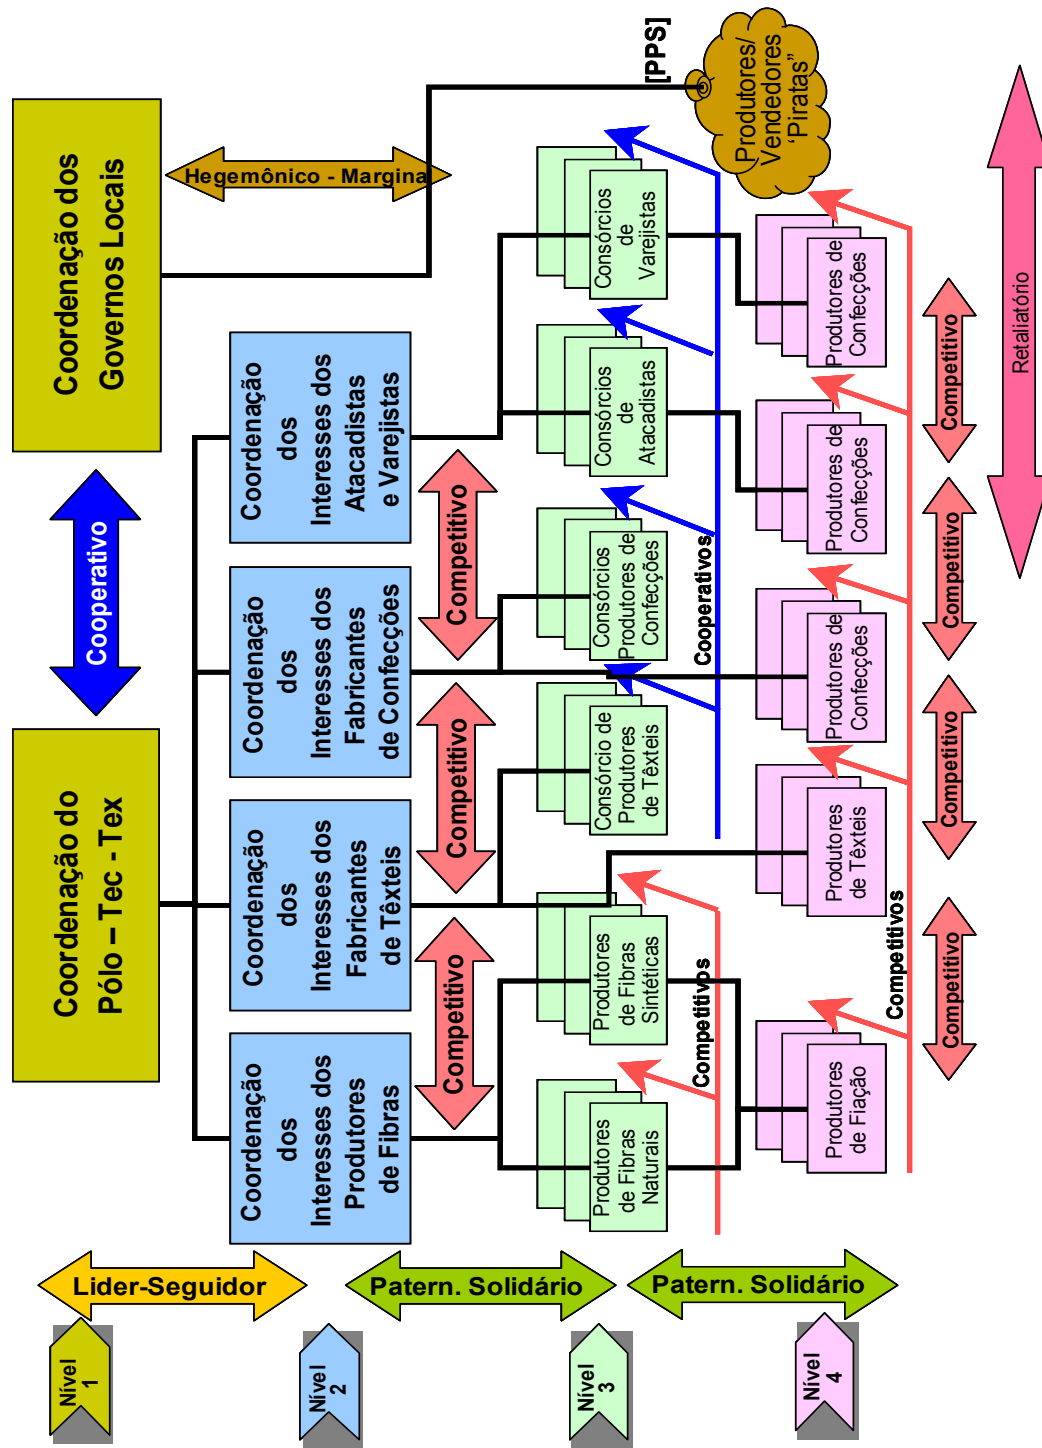 Coordenação do
Pólo – Tec - Tex
Cooperativo
Coordenação dos
Governos Locais
Coordenação
dos
Interesses dos
Produtores
de Fibras
Coordenação
dos
Interesses dos
Fabricantes
de Têxteis
Coordenação
dos
Interesses dos
Fabricantes
de Confecções
Coordenação
dos
Interesses dos
Atacadistas
e Varejistas
Hegemônico - Margina
Competitivo
Competitivo
Competitivo
Produtores
de Fibras
Naturais
Produtores
de Fibras
Sintéticas
Consórcio de
Produtores
de Têxteis
Consórcios
Produtores de
Confecções
Consórcios
de
Atacadistas
Consórcios
de
Varejistas
[PPS]
Competitivos
Cooperativos
Produtores/
Vendedores
‘Piratas”
Produtores
de Fiação
Produtores
de Têxteis
Produtores de
Confecções
Produtores de
Confecções
Produtores de
Confecções
Competitivos
Competitivo
Competitivo
Competitivo
Competitivo
Retaliatório
Lider-Seguidor
Patern. Solidário
Patern. Solidário
Nível
1
Nível
2
Nível
3
Nível
4